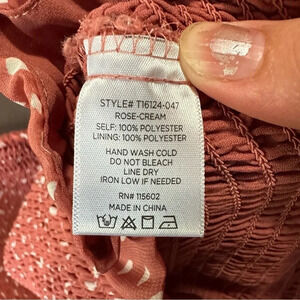 STYLE# T16124-047
ROSE-CREAM
SELF: 100% POLYESTER
LINING: 100% POLYESTER
HAND WASH COLD
DO NOT BLEACH
LINE DRY
IRON LOW IF NEEDED
RN# 115602
MADE IN CHINA